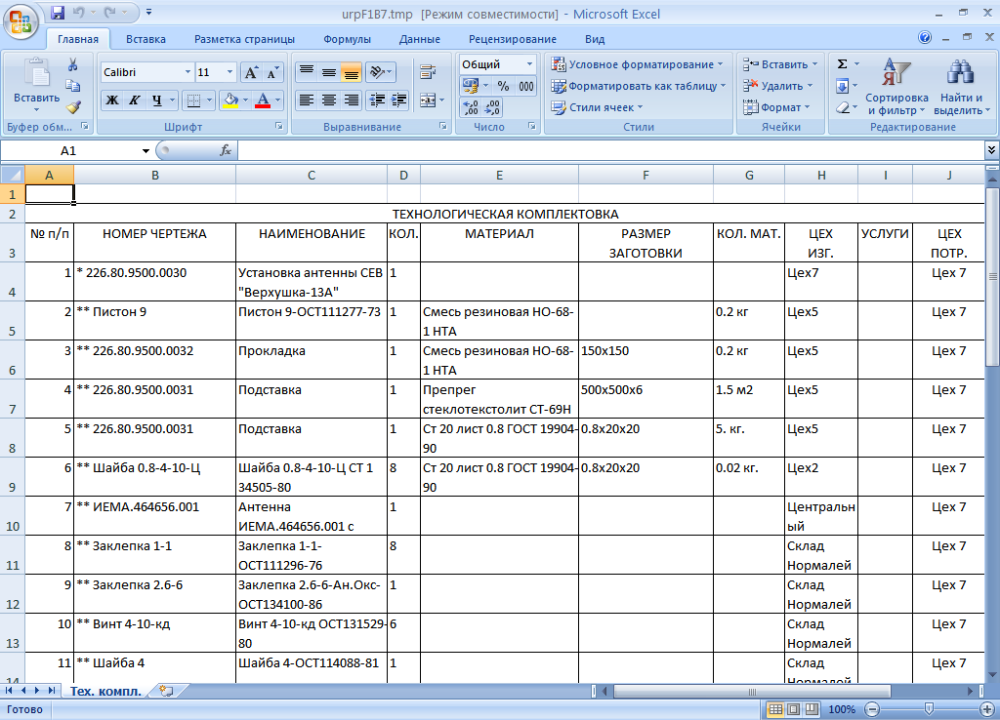 urpF1B7.tmp [Режим совместимости] - Microsoft Excel
Главная Вставка Разметка страницы Формулы Данные Рецензирование Вид
Вставить
Calibri 11
Ж К Ч
Общий
% 000
Условное форматирование
Форматировать как таблицу
Стили ячеек
Вставить
Удалить
Формат
Σ
Сортировка и фильтр
Найти и выделить
Буфер обм... Шрифт Выравнивание Число Стили Ячейки Редактирование
A1 fx
A B C D E F G H I J
1
2 ТЕХНОЛОГИЧЕСКАЯ КОМПЛЕКТОВКА
3 № п/п НОМЕР ЧЕРТЕЖА НАИМЕНОВАНИЕ КОЛ. МАТЕРИАЛ РАЗМЕР ЗАГОТОВКИ КОЛ. МАТ. ЦЕХ ИЗГ. УСЛУГИ ЦЕХ ПОТР.
4 1 * 226.80.9500.0030 Установка антенны СЕВ "Верхушка-13А" 1 Цех7 Цех 7
5 2 ** Пистон 9 Пистон 9-ОСТ111277-73 1 Смесь резиновая НО-68-1 НТА 0.2 кг Цех5 Цех 7
6 3 ** 226.80.9500.0032 Прокладка 1 Смесь резиновая НО-68-1 НТА 150x150 0.2 кг Цех5 Цех 7
7 4 ** 226.80.9500.0031 Подставка 1 Препрег стеклотекстолит СТ-69Н 500x500x6 1.5 м2 Цех5 Цех 7
8 5 ** 226.80.9500.0031 Подставка 1 Ст 20 лист 0.8 ГОСТ 19904-90 0.8x20x20 5. кг. Цех5 Цех 7
9 6 ** Шайба 0.8-4-10-Ц Шайба 0.8-4-10-Ц СТ 1 34505-80 8 Ст 20 лист 0.8 ГОСТ 19904-90 0.8x20x20 0.02 кг. Цех2 Цех 7
10 7 ** ИЕМА.464656.001 Антенна ИЕМА.464656.001 с 1 Центральный Цех 7
11 8 ** Заклепка 1-1 Заклепка 1-1-ОСТ111296-76 8 Склад Нормалей Цех 7
12 9 ** Заклепка 2.6-6 Заклепка 2.6-6-Ан.Окс-ОСТ134100-86 1 Склад Нормалей Цех 7
13 10 ** Винт 4-10-кд Винт 4-10-кд ОСТ131529-80 6 Склад Нормалей Цех 7
14 11 ** Шайба 4 Шайба 4-ОСТ114088-81 1 Склад Нормалей Цех 7
Тех. компл.
Готово 100%